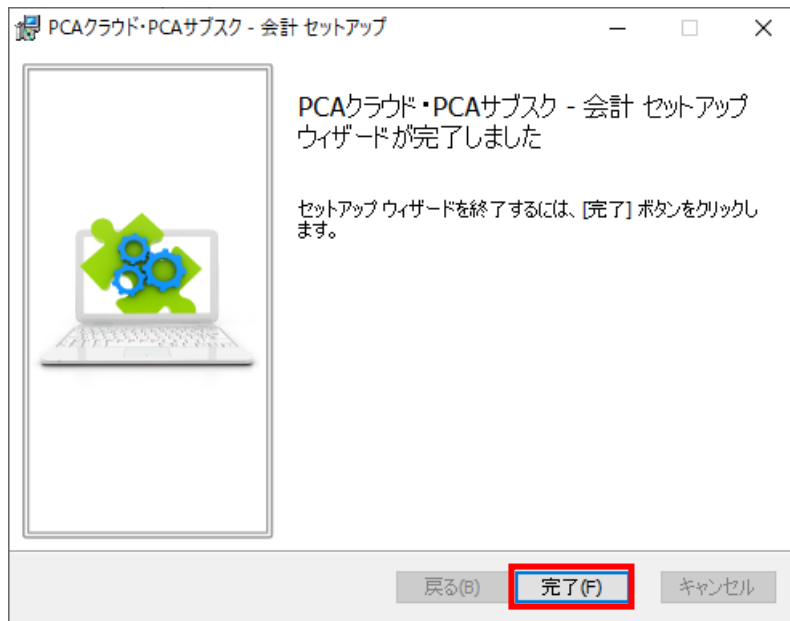 PCAクラウド・PCAサブスク - 会計 セットアップ
PCAクラウド・PCAサブスク - 会計 セットアップ
ウィザードが完了しました
セットアップ ウィザードを終了するには、[完了] ボタンをクリックし
ます。
戻る(B)
完了(F)
キャンセル